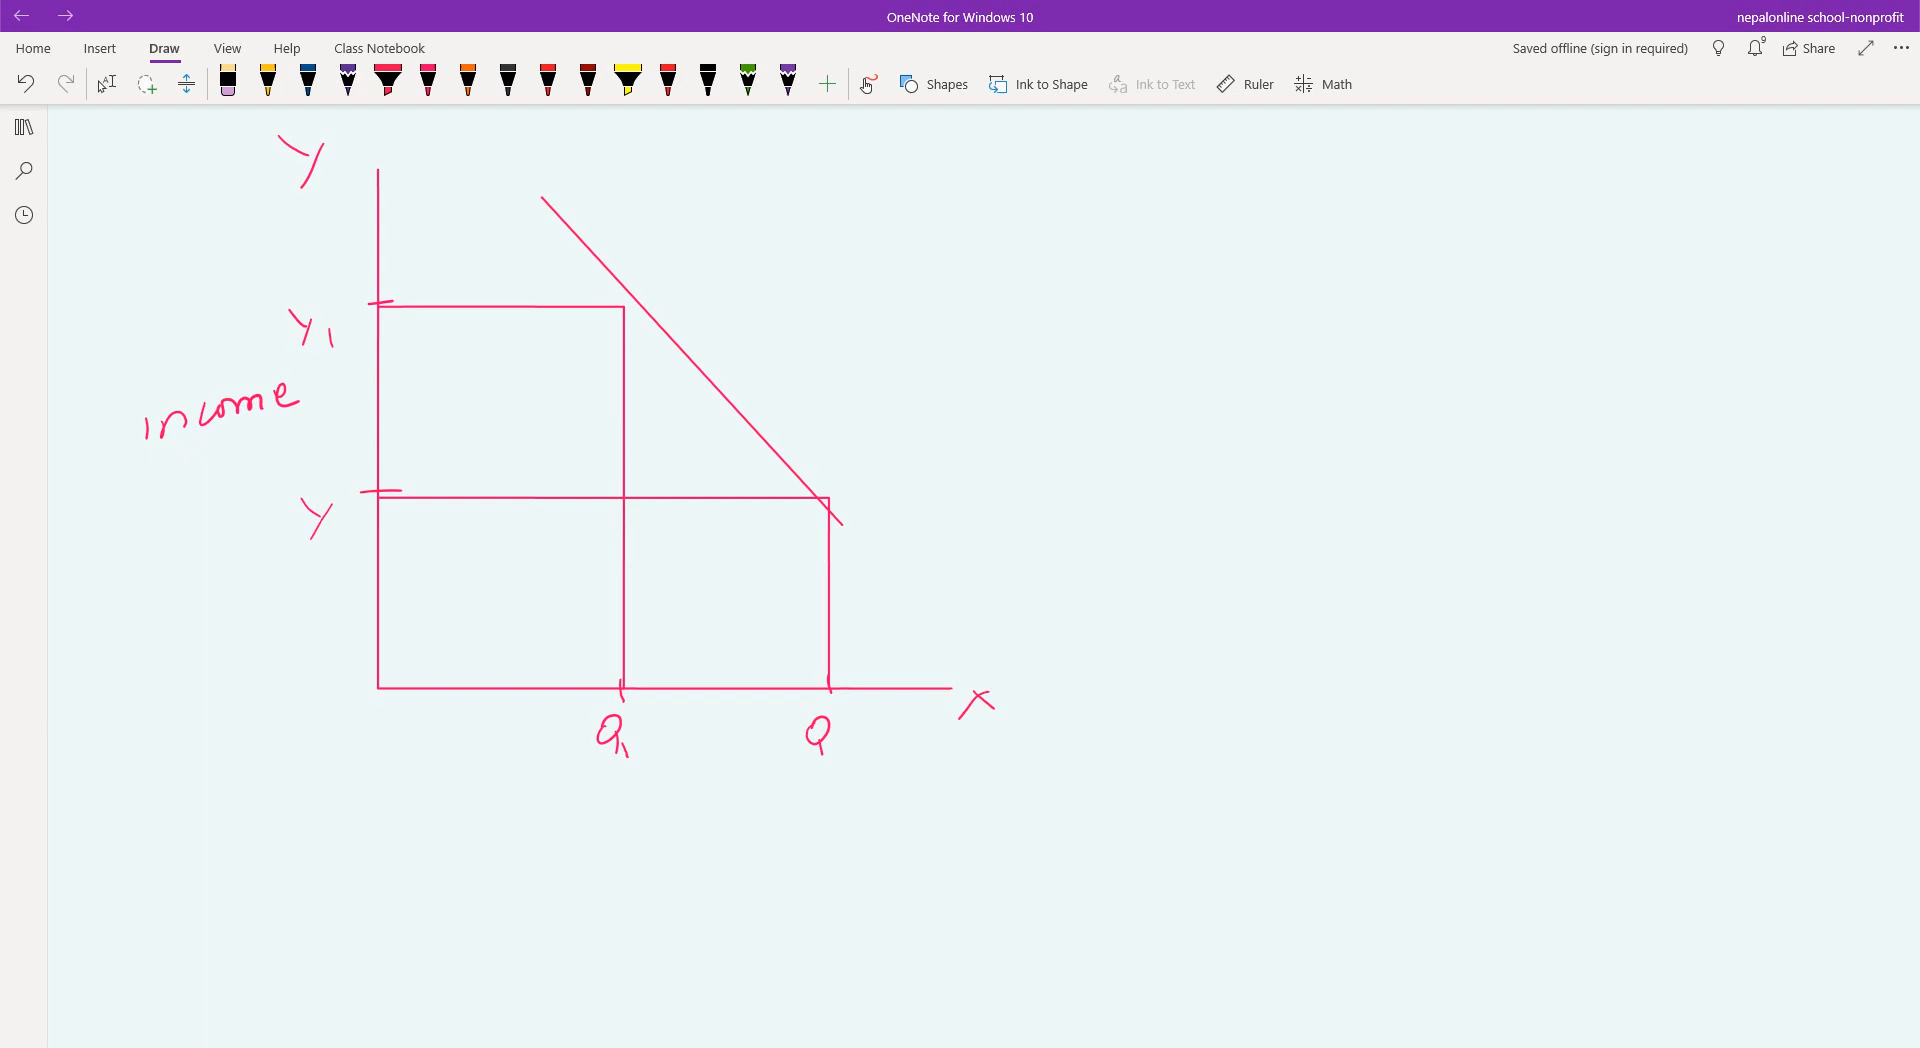 OneNote for Windows 10
nepalonline school-nonprofit
Home Insert Draw View Help Class Notebook
Saved offline (sign in required)
9
Share
Shapes Ink to Shape Ink to Text Ruler Math
Y
Y1
income
Y
X
Q1 Q